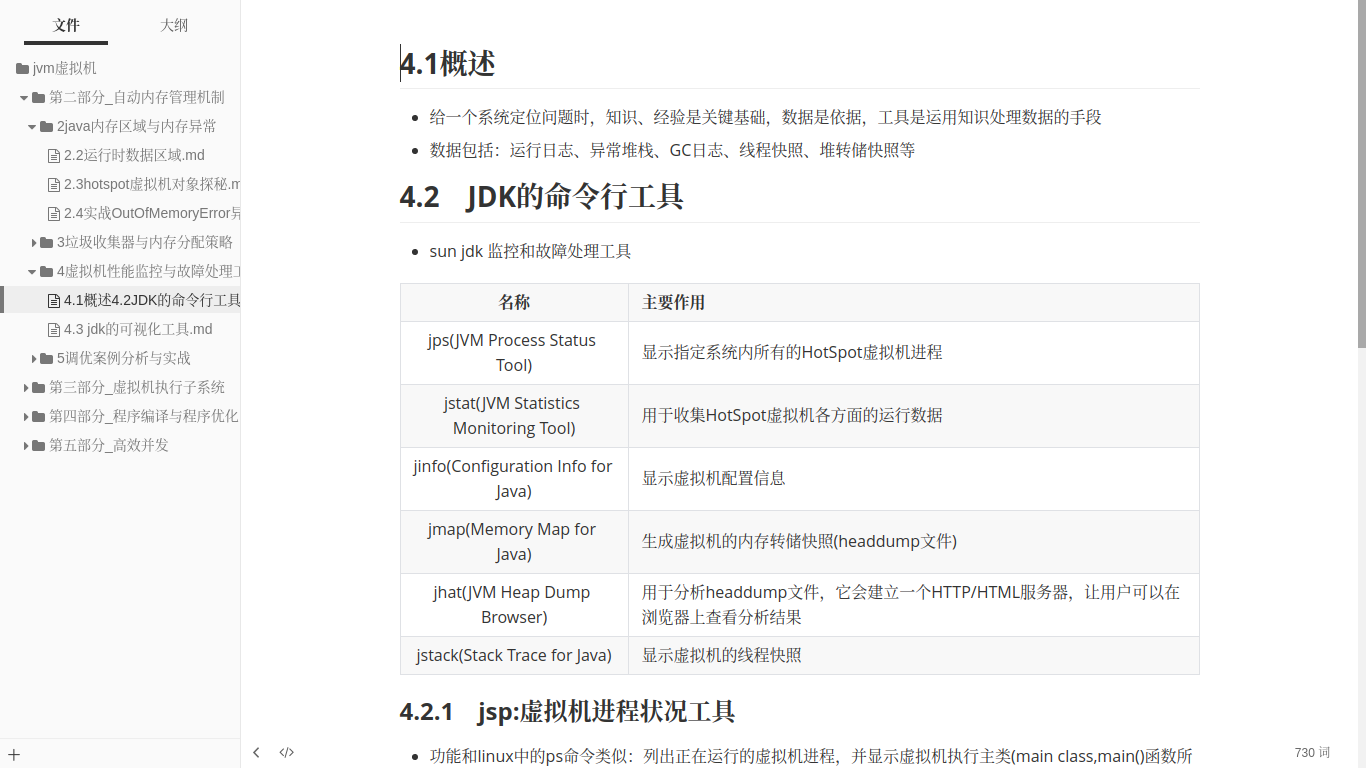 文件 大纲
jvm虚拟机
第二部分_自动内存管理机制
2java内存区域与内存异常
2.2运行时数据区域.md
2.3hotspot虚拟机对象探秘.m
2.4实战OutOfMemoryError异
3垃圾收集器与内存分配策略
4虚拟机性能监控与故障处理工
4.1概述4.2JDK的命令行工具
4.3 jdk的可视化工具.md
5调优案例分析与实战
第三部分_虚拟机执行子系统
第四部分_程序编译与程序优化
第五部分_高效并发
4.1概述
给一个系统定位问题时，知识、经验是关键基础，数据是依据，工具是运用知识处理数据的手段
数据包括：运行日志、异常堆栈、GC日志、线程快照、堆转储快照等
4.2 JDK的命令行工具
sun jdk 监控和故障处理工具
名称 主要作用
jps(JVM Process Status
Tool)
显示指定系统内所有的HotSpot虚拟机进程
jstat(JVM Statistics
Monitoring Tool)
用于收集HotSpot虚拟机各方面的运行数据
jinfo(Configuration Info for
Java)
显示虚拟机配置信息
jmap(Memory Map for
Java)
生成虚拟机的内存转储快照(headdump文件)
jhat(JVM Heap Dump
Browser)
用于分析headdump文件，它会建立一个HTTP/HTML服务器，让用户可以在
浏览器上查看分析结果
jstack(Stack Trace for Java) 显示虚拟机的线程快照
4.2.1 jsp:虚拟机进程状况工具
功能和linux中的ps命令类似：列出正在运行的虚拟机进程，并显示虚拟机执行主类(main class,main()函数所
730 词